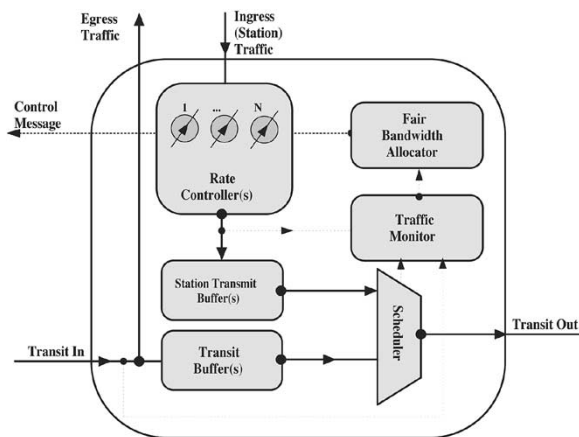 Egress
Traffic
Ingress
(Station)
Traffic
Control
Message
1 ... N
Rate
Controller(s)
Fair
Bandwidth
Allocator
Traffic
Monitor
Station Transmit
Buffer(s)
Scheduler
Transit In
Transit
Buffer(s)
Transit Out